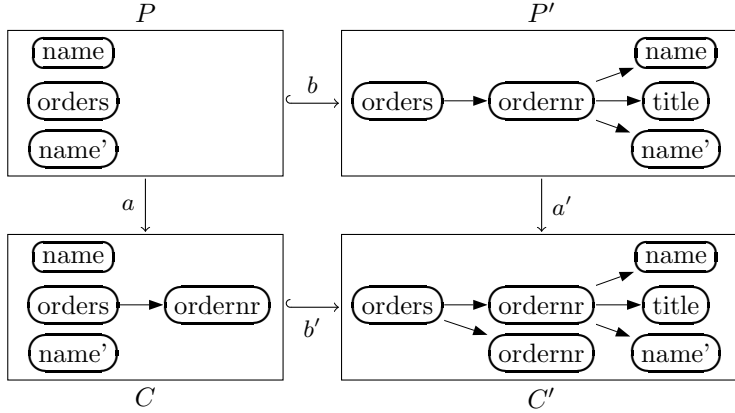 P P′
name name
orders b orders ordernr title
name' name'
a a′
name name
orders ordernr orders ordernr title
name' b′ ordernr name'
C C′